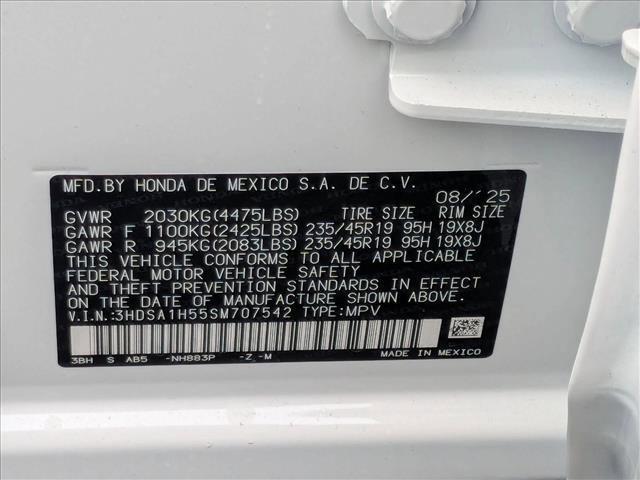 MFD.BY HONDA DE MEXICO S.A. DE C.V. 08/'25
GVWR 2030KG(4475LBS) TIRE SIZE RIM SIZE
GAWR F 1100KG(2425LBS) 235/45R19 95H 19X8J
GAWR R 945KG(2083LBS) 235/45R19 95H 19X8J
THIS VEHICLE CONFORMS TO ALL APPLICABLE
FEDERAL MOTOR VEHICLE SAFETY
AND THEFT PREVENTION STANDARDS IN EFFECT
ON THE DATE OF MANUFACTURE SHOWN ABOVE.
V.I.N.:3HDSA1H55SM707542 TYPE:MPV
3BH S AB5 -NH883P -Z -M MADE IN MEXICO